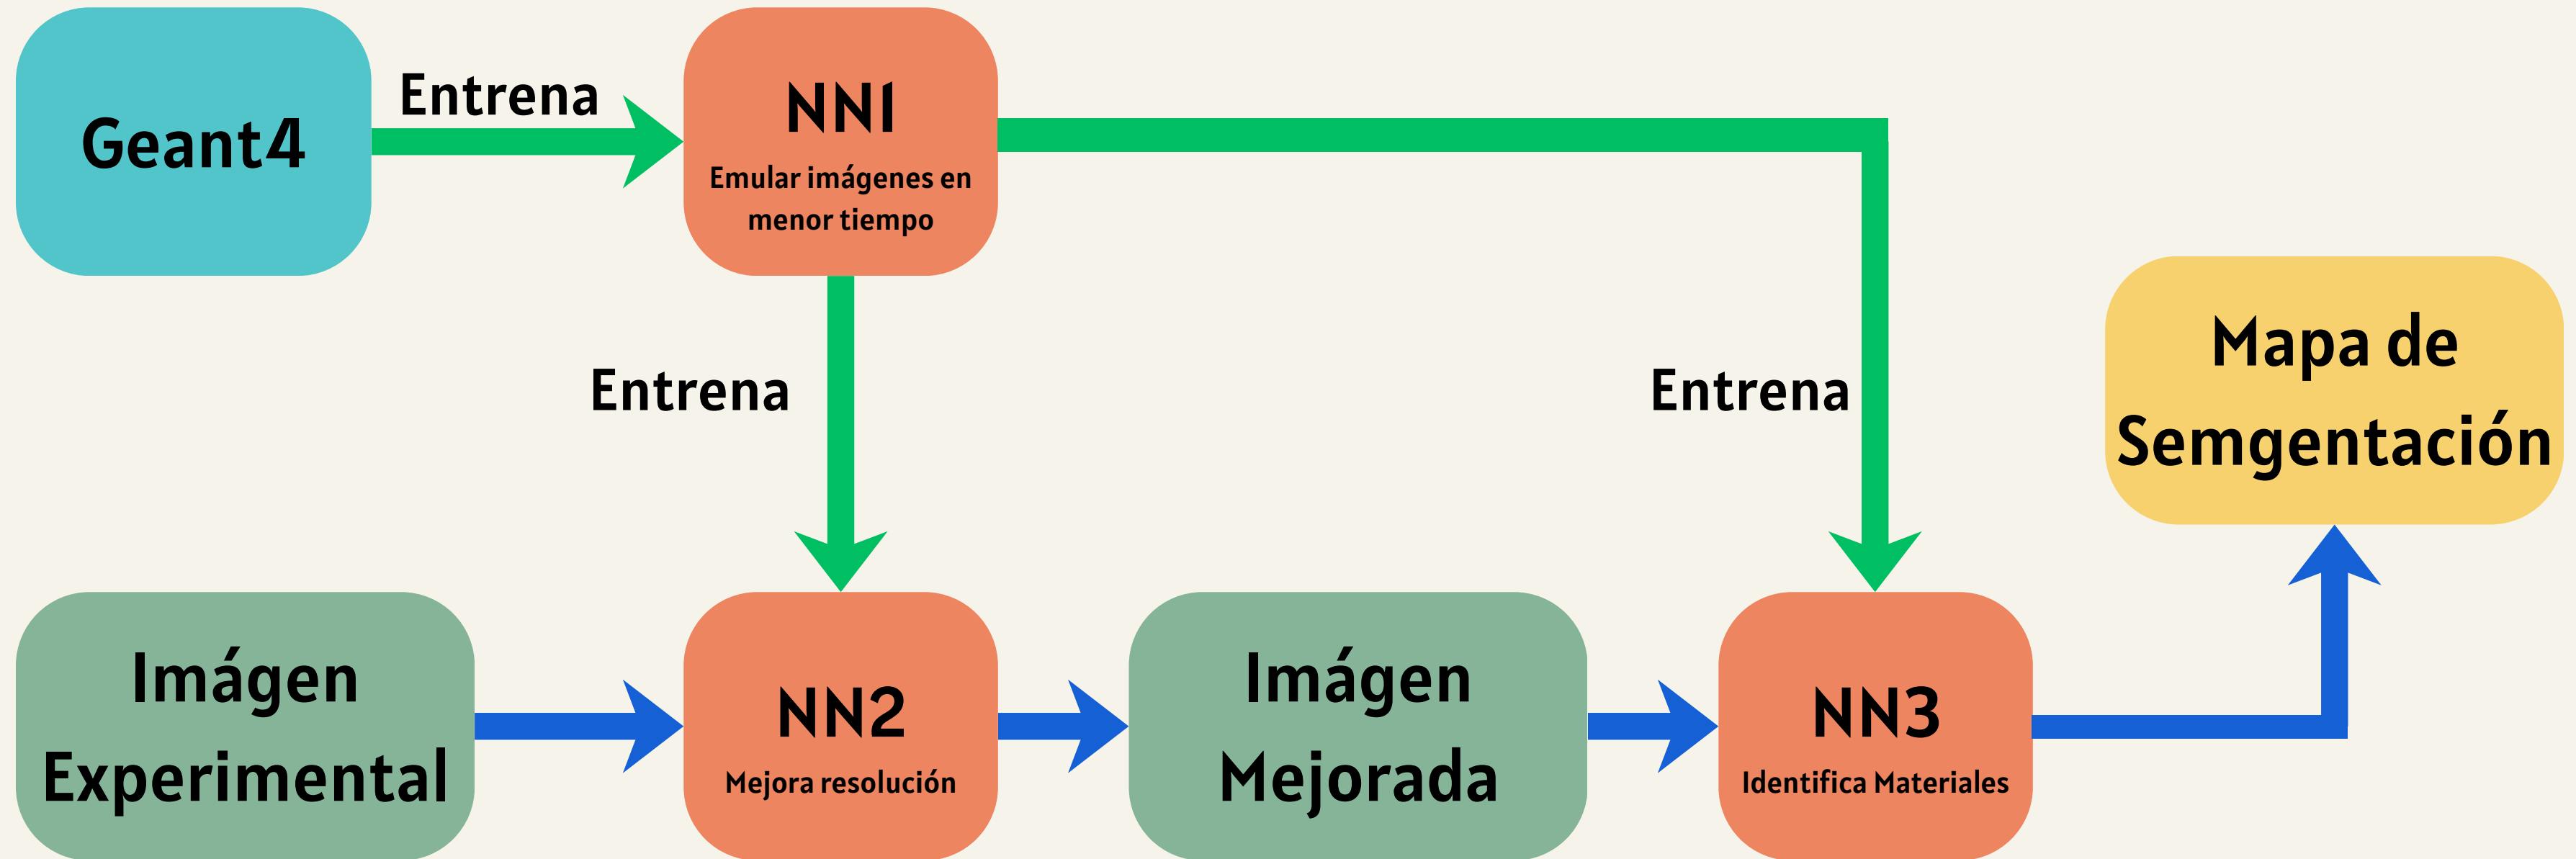 Geant4
Entrena
NN1
Emular imágenes en
menor tiempo
Entrena
Entrena
Mapa de
Semgentación
Imágen
Experimental
NN2
Mejora resolución
Imágen
Mejorada
NN3
Identifica Materiales